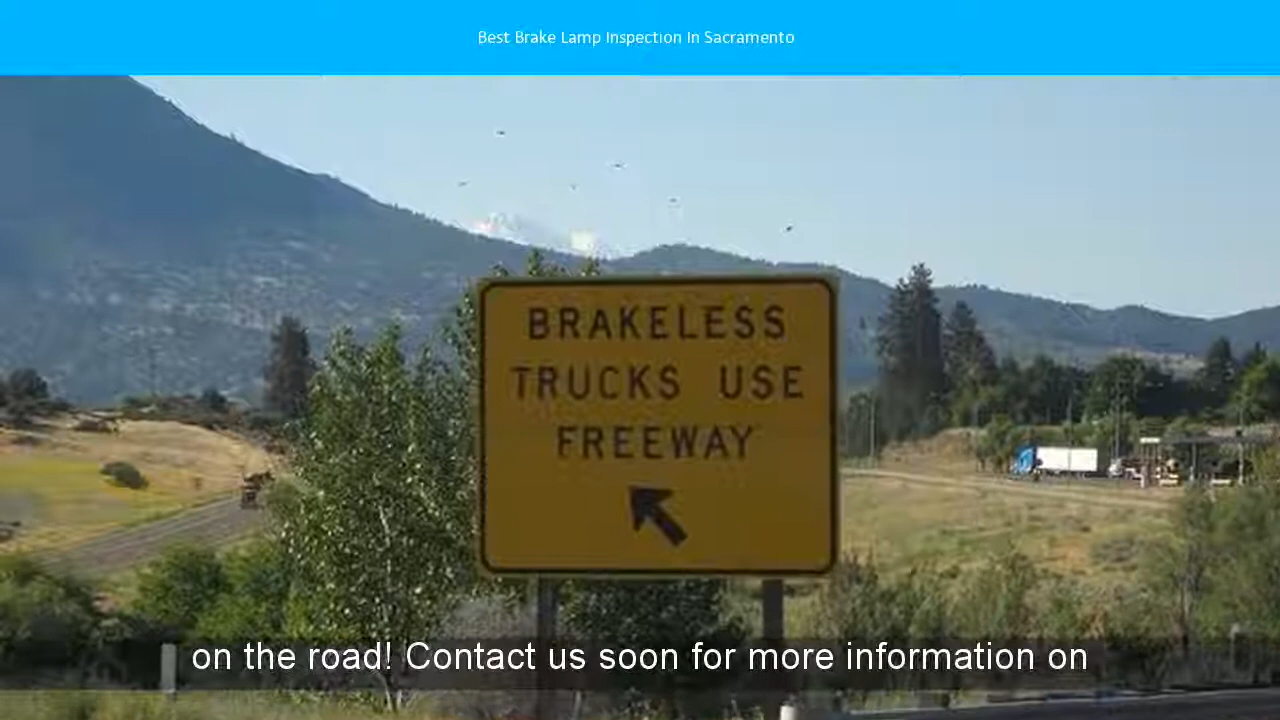 Best Brake Lamp Inspection In Sacramento
BRAKELESS
TRUCKS USE
FREEWAY
on the road! Contact us soon for more information on